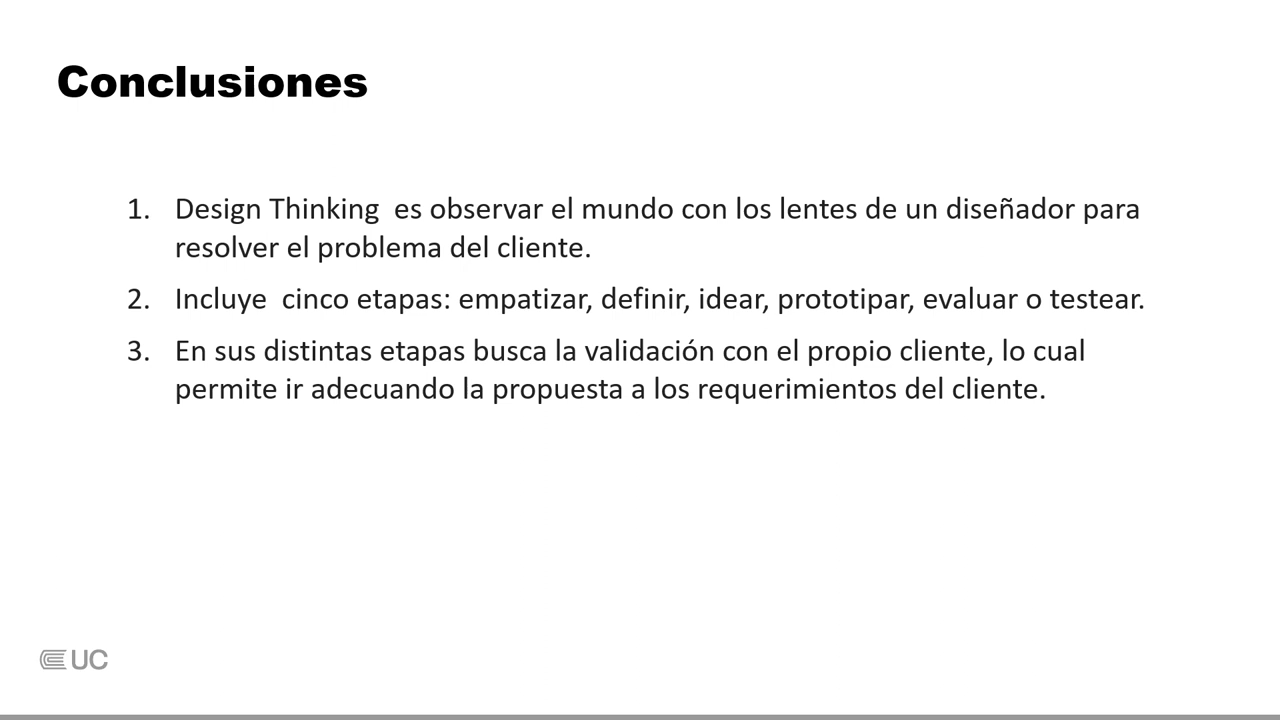 Conclusiones
1. Design Thinking  es observar el mundo con los lentes de un diseñador para
resolver el problema del cliente.
2. Incluye  cinco etapas: empatizar, definir, idear, prototipar, evaluar o testear.
3. En sus distintas etapas busca la validación con el propio cliente, lo cual
permite ir adecuando la propuesta a los requerimientos del cliente.
UC